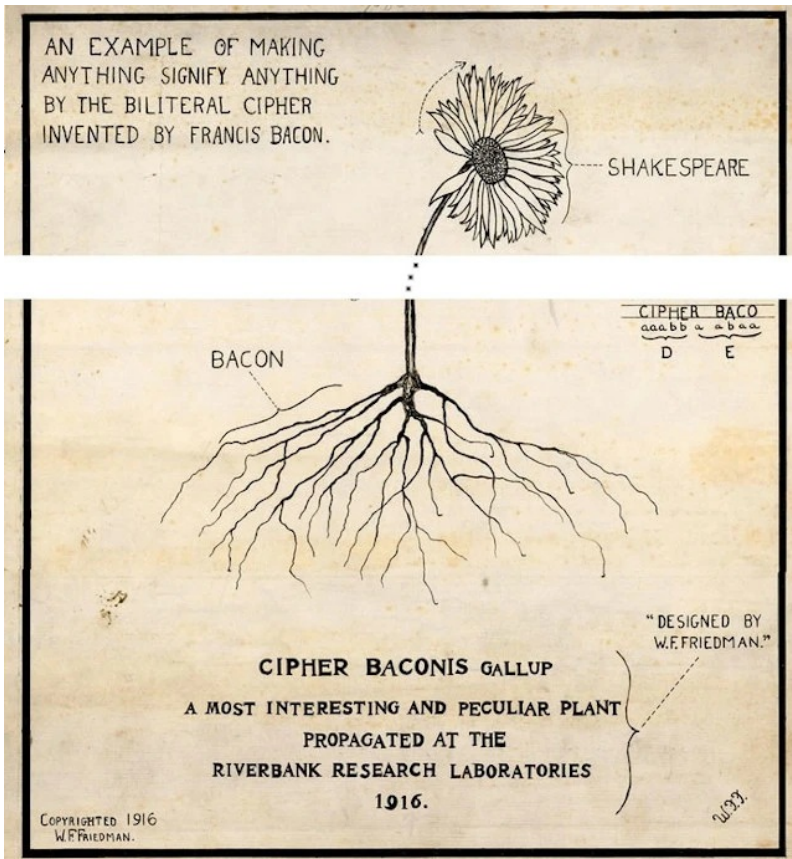 AN EXAMPLE OF MAKING
ANYTHING SIGNIFY ANYTHING
BY THE BILITERAL CIPHER
INVENTED BY FRANCIS BACON.
SHAKESPEARE
CIPHER BACO
aaabb a abaa
D E
BACON
"DESIGNED BY
W.F.FRIEDMAN."
CIPHER BACONIS GALLUP
A MOST INTERESTING AND PECULIAR PLANT
PROPAGATED AT THE
RIVERBANK RESEARCH LABORATORIES
1916.
COPYRIGHTED 1916
W.F.FRIEDMAN.
W.F.F.